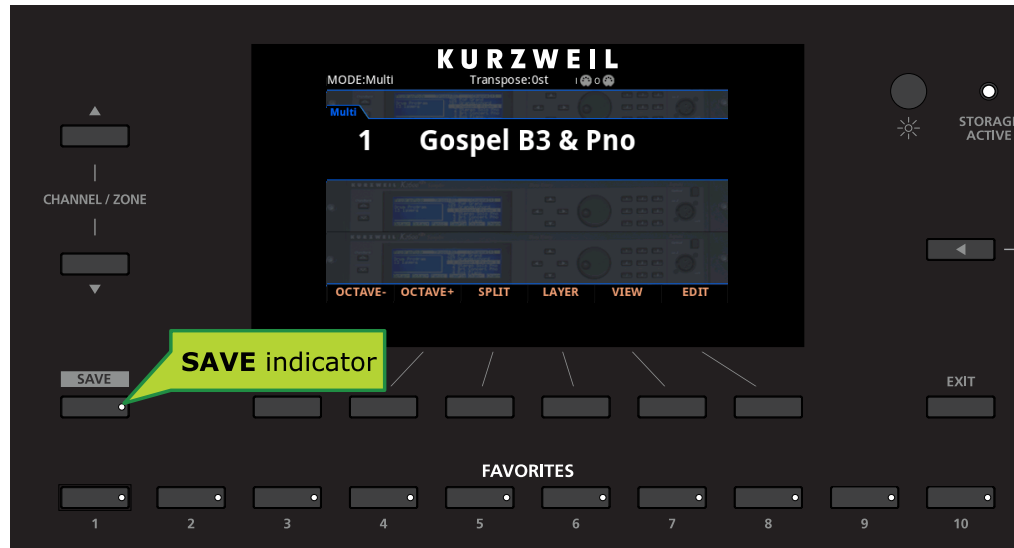 KURZWEIL
MODE:Multi Transpose:0st I O
Multi
1 Gospel B3 & Pno
STORAGE
ACTIVE
CHANNEL / ZONE
OCTAVE- OCTAVE+ SPLIT LAYER VIEW EDIT
SAVE indicator
SAVE
EXIT
FAVORITES
1 2 3 4 5 6 7 8 9 10